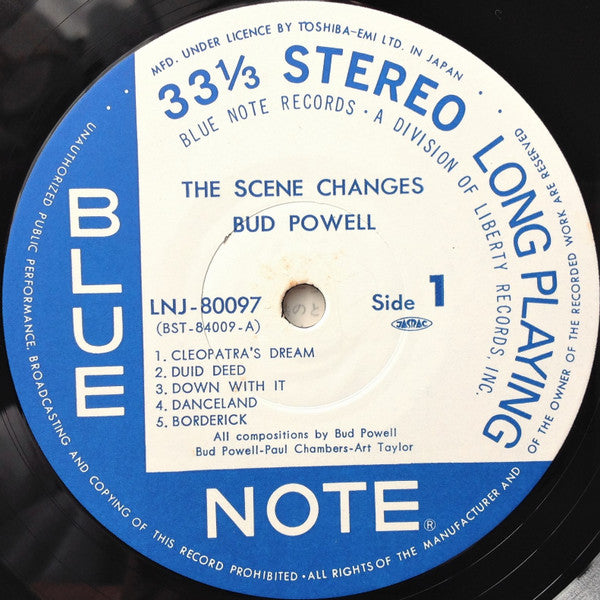 MFD. UNDER LICENCE BY TOSHIBA-EMI LTD. IN JAPAN
33⅓ STEREO LONG PLAYING
BLUE NOTE RECORDS · A DIVISION OF LIBERTY RECORDS, INC.
THE SCENE CHANGES
BUD POWELL
LNJ-80097
(BST-84009-A)
Side 1
JASRAC
1. CLEOPATRA'S DREAM
2. DUID DEED
3. DOWN WITH IT
4. DANCELAND
5. BORDERICK
All compositions by Bud Powell
Bud Powell-Paul Chambers-Art Taylor
BLUE
NOTE®
UNAUTHORIZED PUBLIC PERFORMANCE, BROADCASTING AND COPYING OF THIS RECORD PROHIBITED · ALL RIGHTS OF THE MANUFACTURER AND OF THE OWNER OF THE RECORDED WORK ARE RESERVED
のと